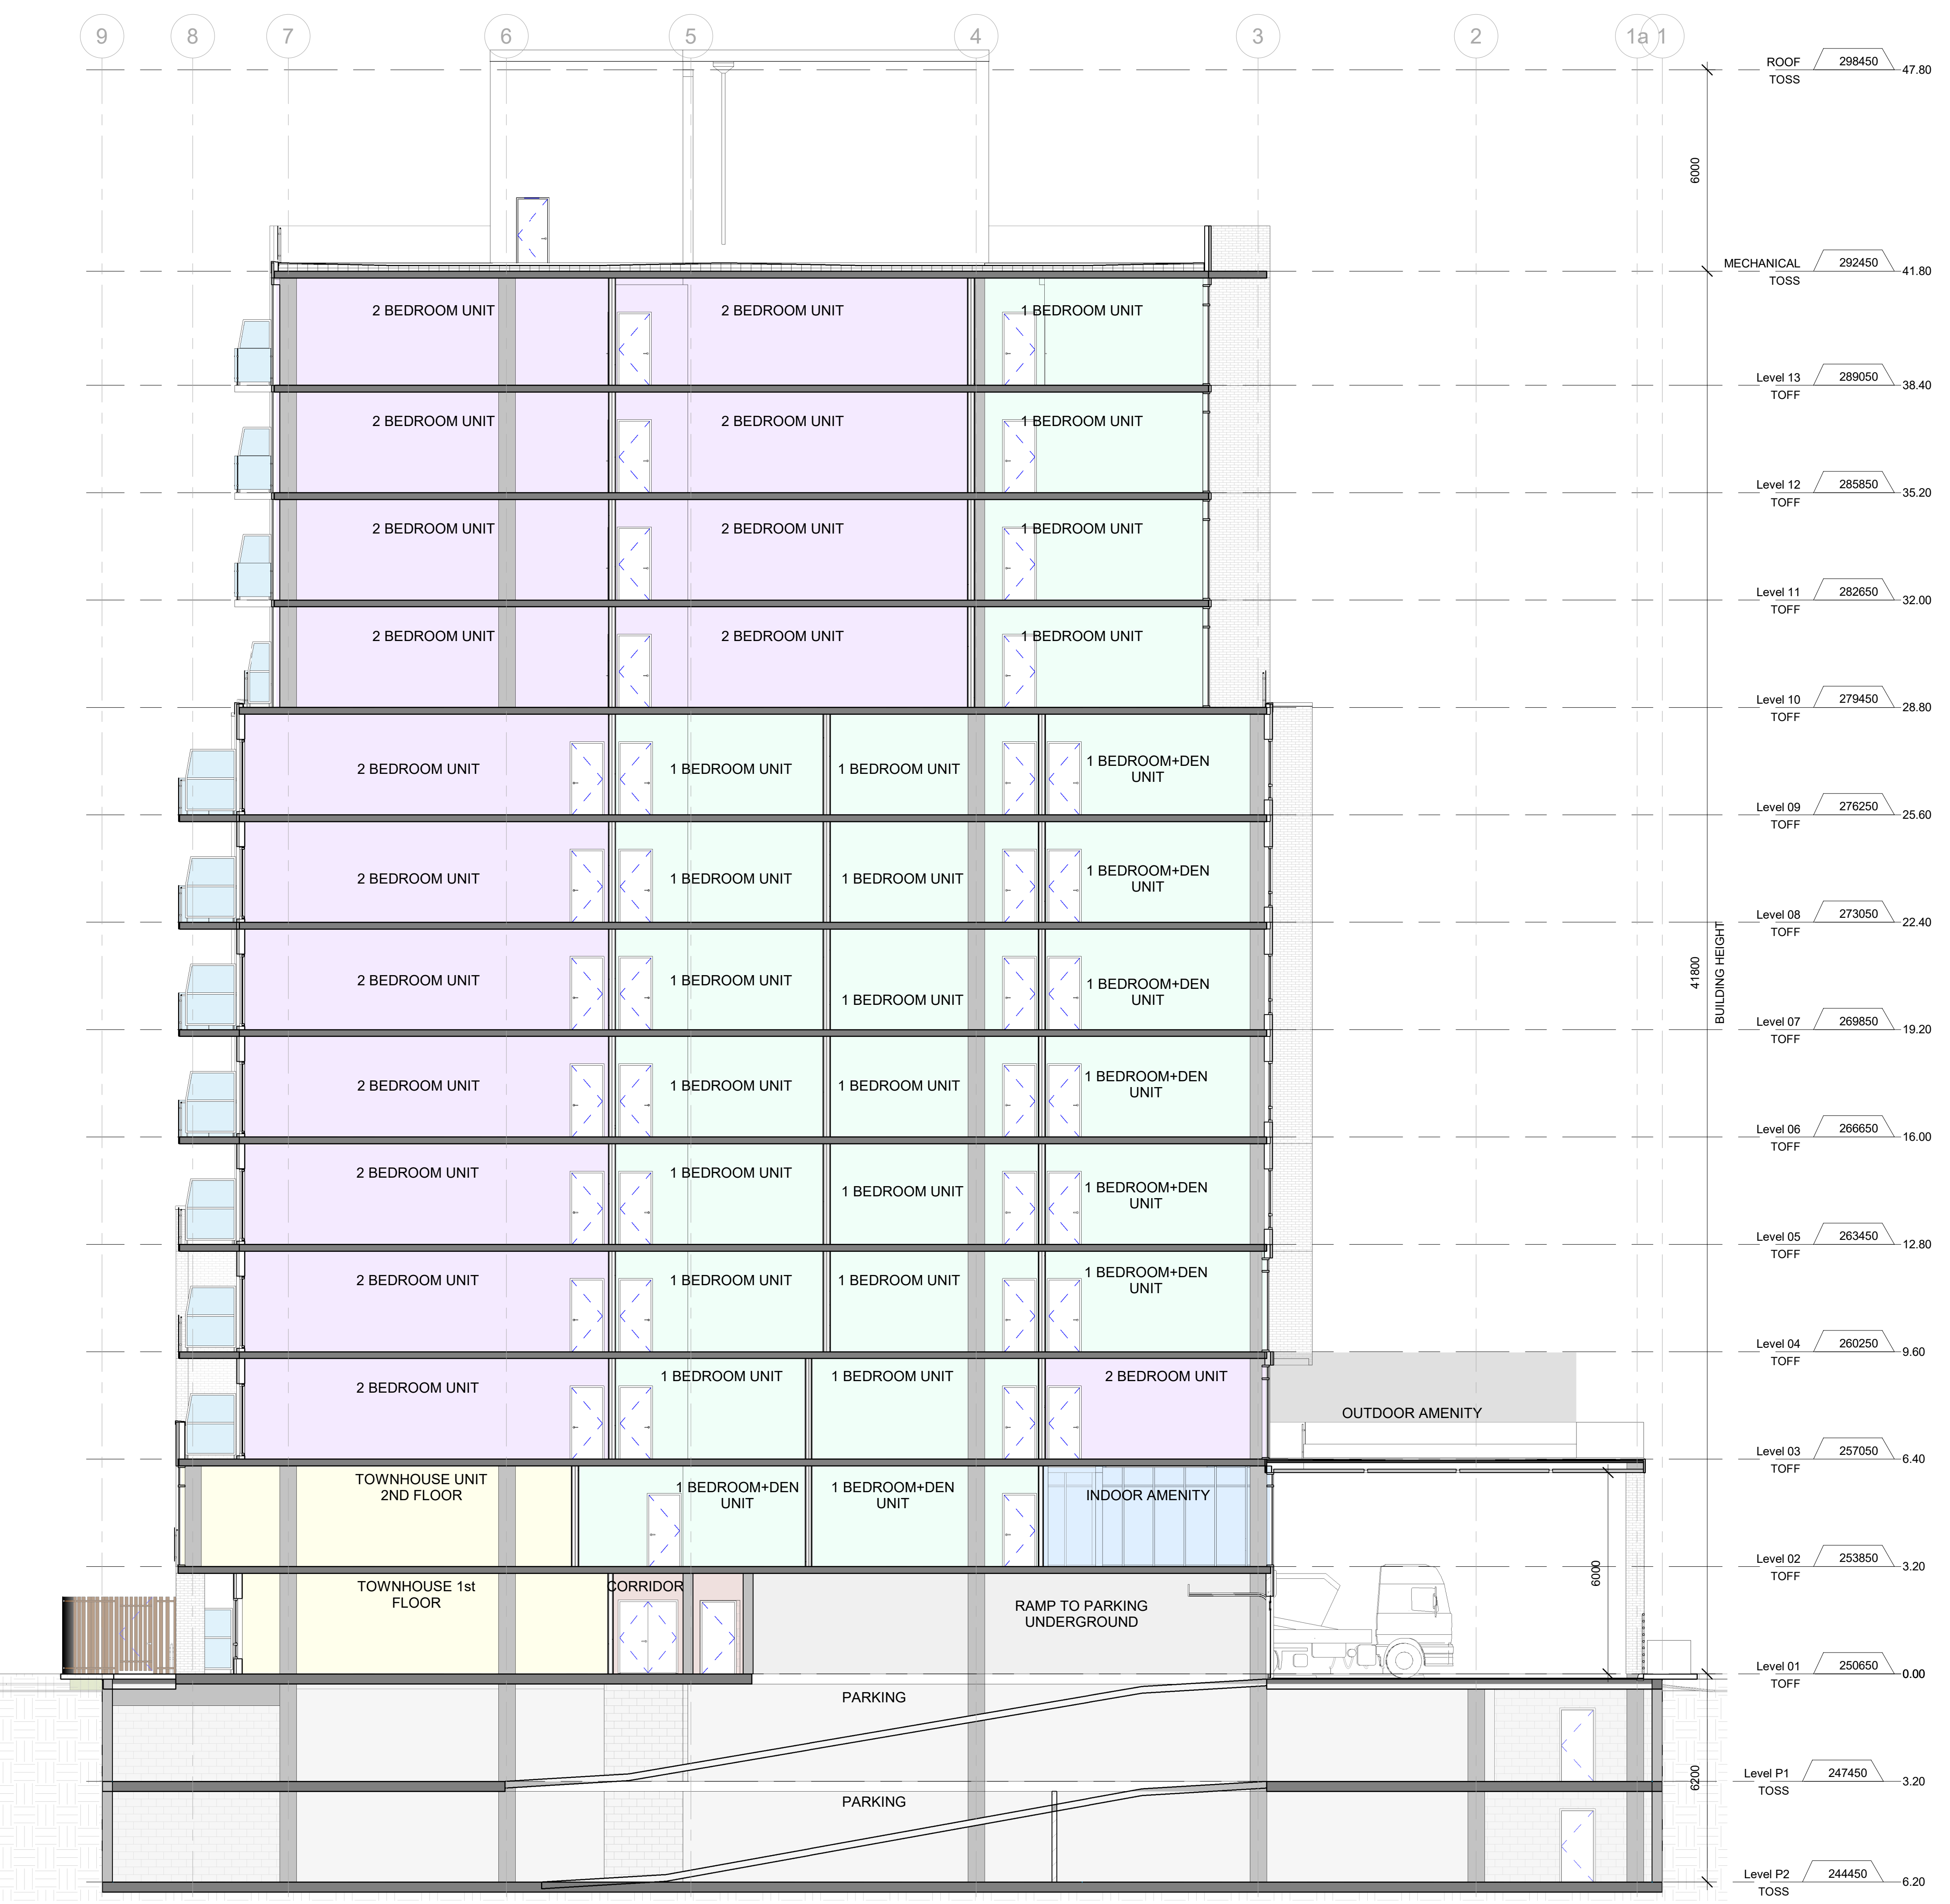 9 8 7 6 5 4 3 2 1a 1
ROOF 298450 47.80
TOSS
6000
MECHANICAL 292450 41.80
TOSS
2 BEDROOM UNIT 2 BEDROOM UNIT 1 BEDROOM UNIT
Level 13 289050 38.40
TOFF
2 BEDROOM UNIT 2 BEDROOM UNIT 1 BEDROOM UNIT
Level 12 285850 35.20
TOFF
2 BEDROOM UNIT 2 BEDROOM UNIT 1 BEDROOM UNIT
Level 11 282650 32.00
TOFF
2 BEDROOM UNIT 2 BEDROOM UNIT 1 BEDROOM UNIT
Level 10 279450 28.80
TOFF
2 BEDROOM UNIT 1 BEDROOM UNIT 1 BEDROOM UNIT 1 BEDROOM+DEN
UNIT
Level 09 276250 25.60
TOFF
2 BEDROOM UNIT 1 BEDROOM UNIT 1 BEDROOM UNIT 1 BEDROOM+DEN
UNIT
Level 08 273050 22.40
TOFF
41800
BUILDING HEIGHT
2 BEDROOM UNIT 1 BEDROOM UNIT 1 BEDROOM UNIT 1 BEDROOM+DEN
UNIT
Level 07 269850 19.20
TOFF
2 BEDROOM UNIT 1 BEDROOM UNIT 1 BEDROOM UNIT 1 BEDROOM+DEN
UNIT
Level 06 266650 16.00
TOFF
2 BEDROOM UNIT 1 BEDROOM UNIT 1 BEDROOM UNIT 1 BEDROOM+DEN
UNIT
Level 05 263450 12.80
TOFF
2 BEDROOM UNIT 1 BEDROOM UNIT 1 BEDROOM UNIT 1 BEDROOM+DEN
UNIT
Level 04 260250 9.60
TOFF
2 BEDROOM UNIT 1 BEDROOM UNIT 1 BEDROOM UNIT 2 BEDROOM UNIT
OUTDOOR AMENITY
Level 03 257050 6.40
TOFF
TOWNHOUSE UNIT
2ND FLOOR
1 BEDROOM+DEN
UNIT
1 BEDROOM+DEN
UNIT
INDOOR AMENITY
6000
Level 02 253850 3.20
TOFF
TOWNHOUSE 1st
FLOOR
CORRIDOR
RAMP TO PARKING
UNDERGROUND
Level 01 250650 0.00
TOFF
PARKING
6200
Level P1 247450 3.20
TOSS
PARKING
Level P2 244450 6.20
TOSS